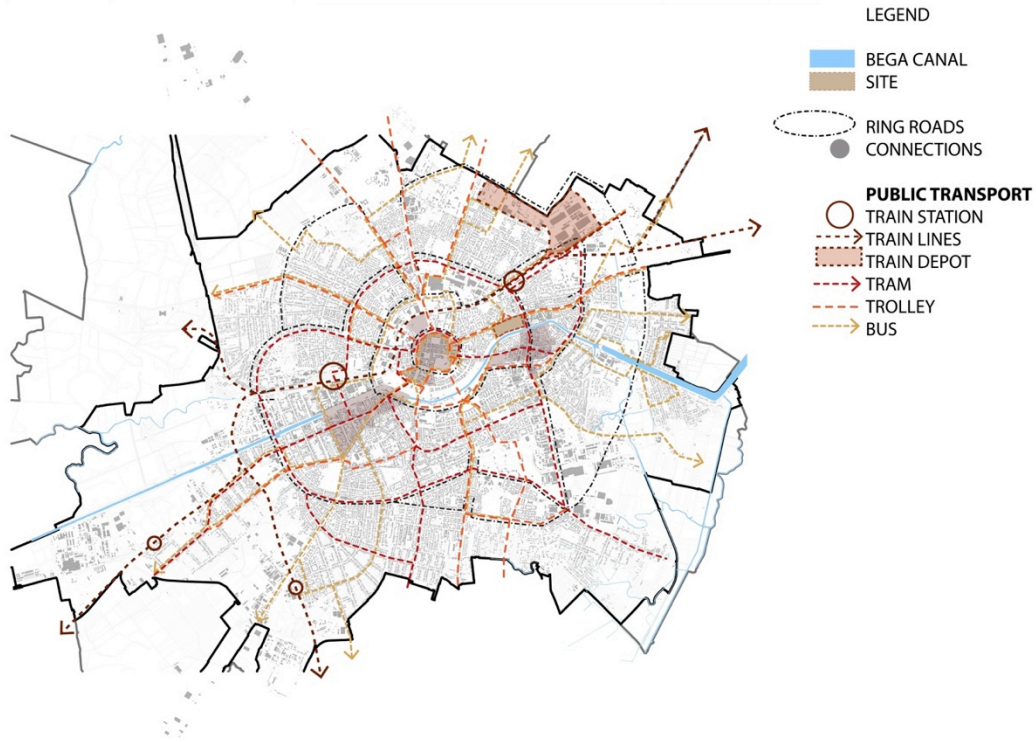 LEGEND
BEGA CANAL
SITE
RING ROADS
CONNECTIONS
PUBLIC TRANSPORT
TRAIN STATION
TRAIN LINES
TRAIN DEPOT
TRAM
TROLLEY
BUS